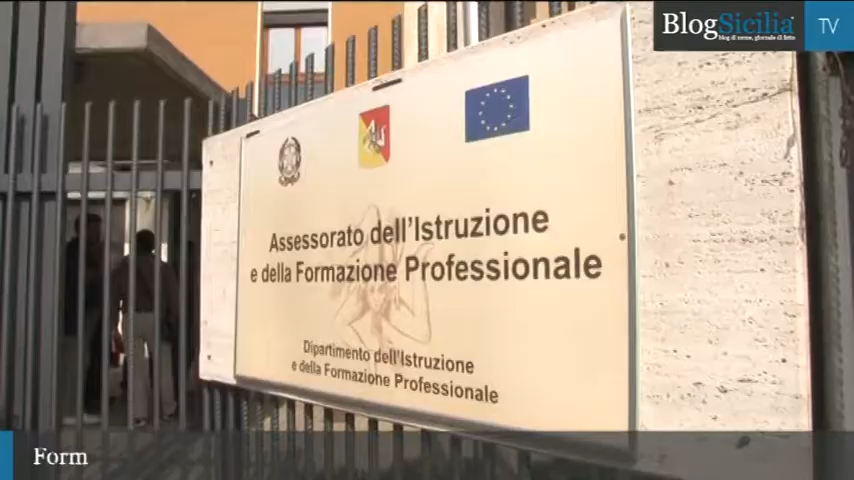 BlogSicilia
blog di nome, giornale di fatto
TV
Assessorato dell'Istruzione
e della Formazione Professionale
Dipartimento dell'Istruzione
e della Formazione Professionale
Form